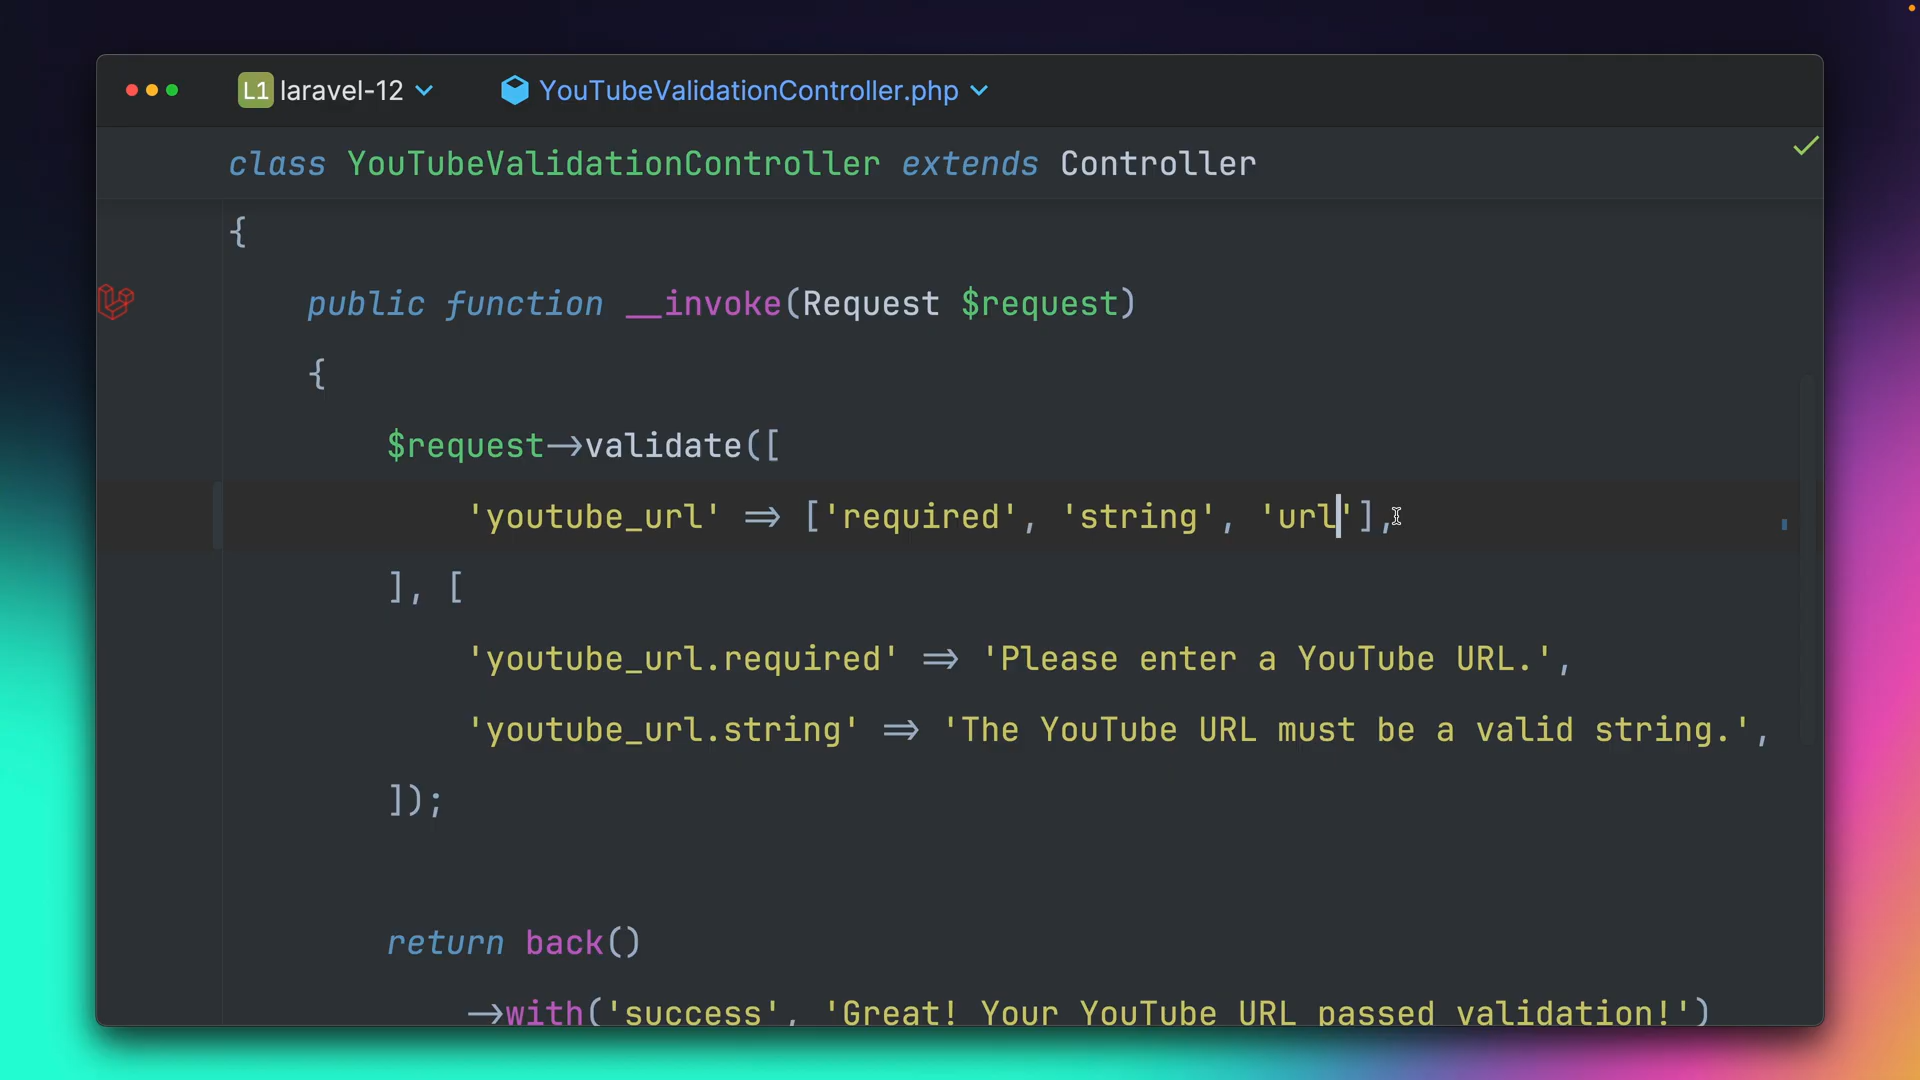 L1 laravel-12 YouTubeValidationController.php
class YouTubeValidationController extends Controller
{
public function __invoke(Request $request)
{
$request->validate([
'youtube_url' => ['required', 'string', 'url'],
], [
'youtube_url.required' => 'Please enter a YouTube URL.',
'youtube_url.string' => 'The YouTube URL must be a valid string.',
]);
return back()
->with('success', 'Great! Your YouTube URL passed validation!')